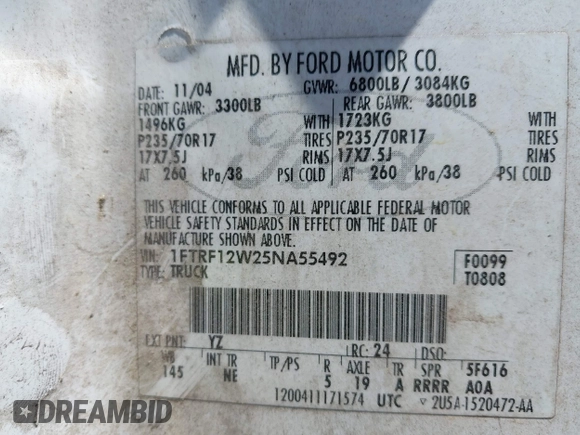 MFD. BY FORD MOTOR CO.
DATE: 11/04 GVWR: 6800LB / 3084KG
FRONT GAWR: 3300LB REAR GAWR: 3800LB
1496KG WITH 1723KG WITH
P235/70R17 TIRES P235/70R17 TIRES
17X7.5J RIMS 17X7.5J RIMS
AT 260 kPa/38 PSI COLD AT 260 kPa/38 PSI COLD
Ford
THIS VEHICLE CONFORMS TO ALL APPLICABLE FEDERAL MOTOR
VEHICLE SAFETY STANDARDS IN EFFECT ON THE DATE OF
MANUFACTURE SHOWN ABOVE.
VIN: 1FTRF12W25NA55492 F0099
TYPE: TRUCK T0808
EXT PNT: YZ RC: 24 DSO:
WB INT TR TP/PS R AXLE TR SPR 5F616
145 NE 5 19 A RRRR A0A
1200411171574 UTC 2U5A-1520472-AA
DREAMBID.COM